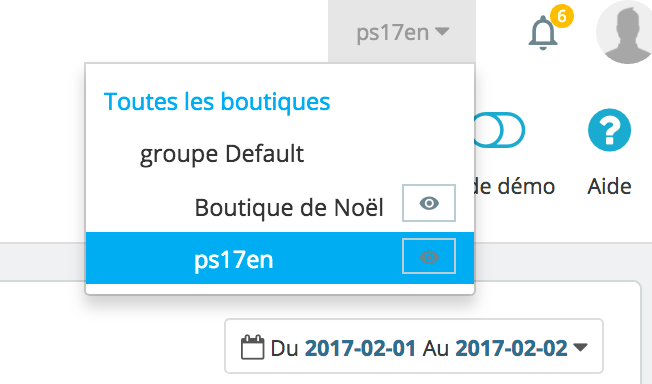 ps17en
6
Toutes les boutiques
groupe Default
Boutique de Noël
ps17en
de démo
Aide
Du 2017-02-01 Au 2017-02-02